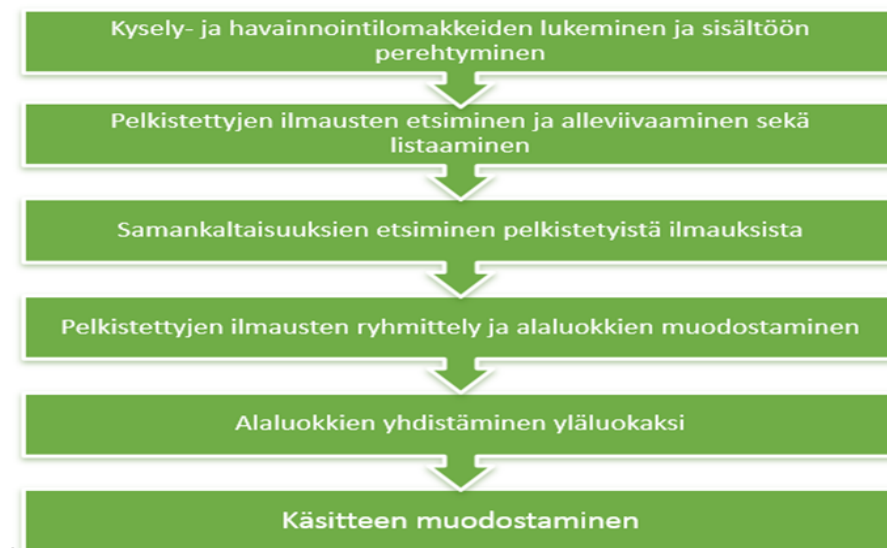 Kysely- ja havainnointilomakkeiden lukeminen ja sisältöön
perehtyminen
Pelkistettyjen ilmausten etsiminen ja alleviivaaminen sekä
listaaminen
Samankaltaisuuksien etsiminen pelkistetyistä ilmauksista
Pelkistettyjen ilmausten ryhmittely ja alaluokkien muodostaminen
Alaluokkien yhdistäminen yläluokaksi
Käsitteen muodostaminen